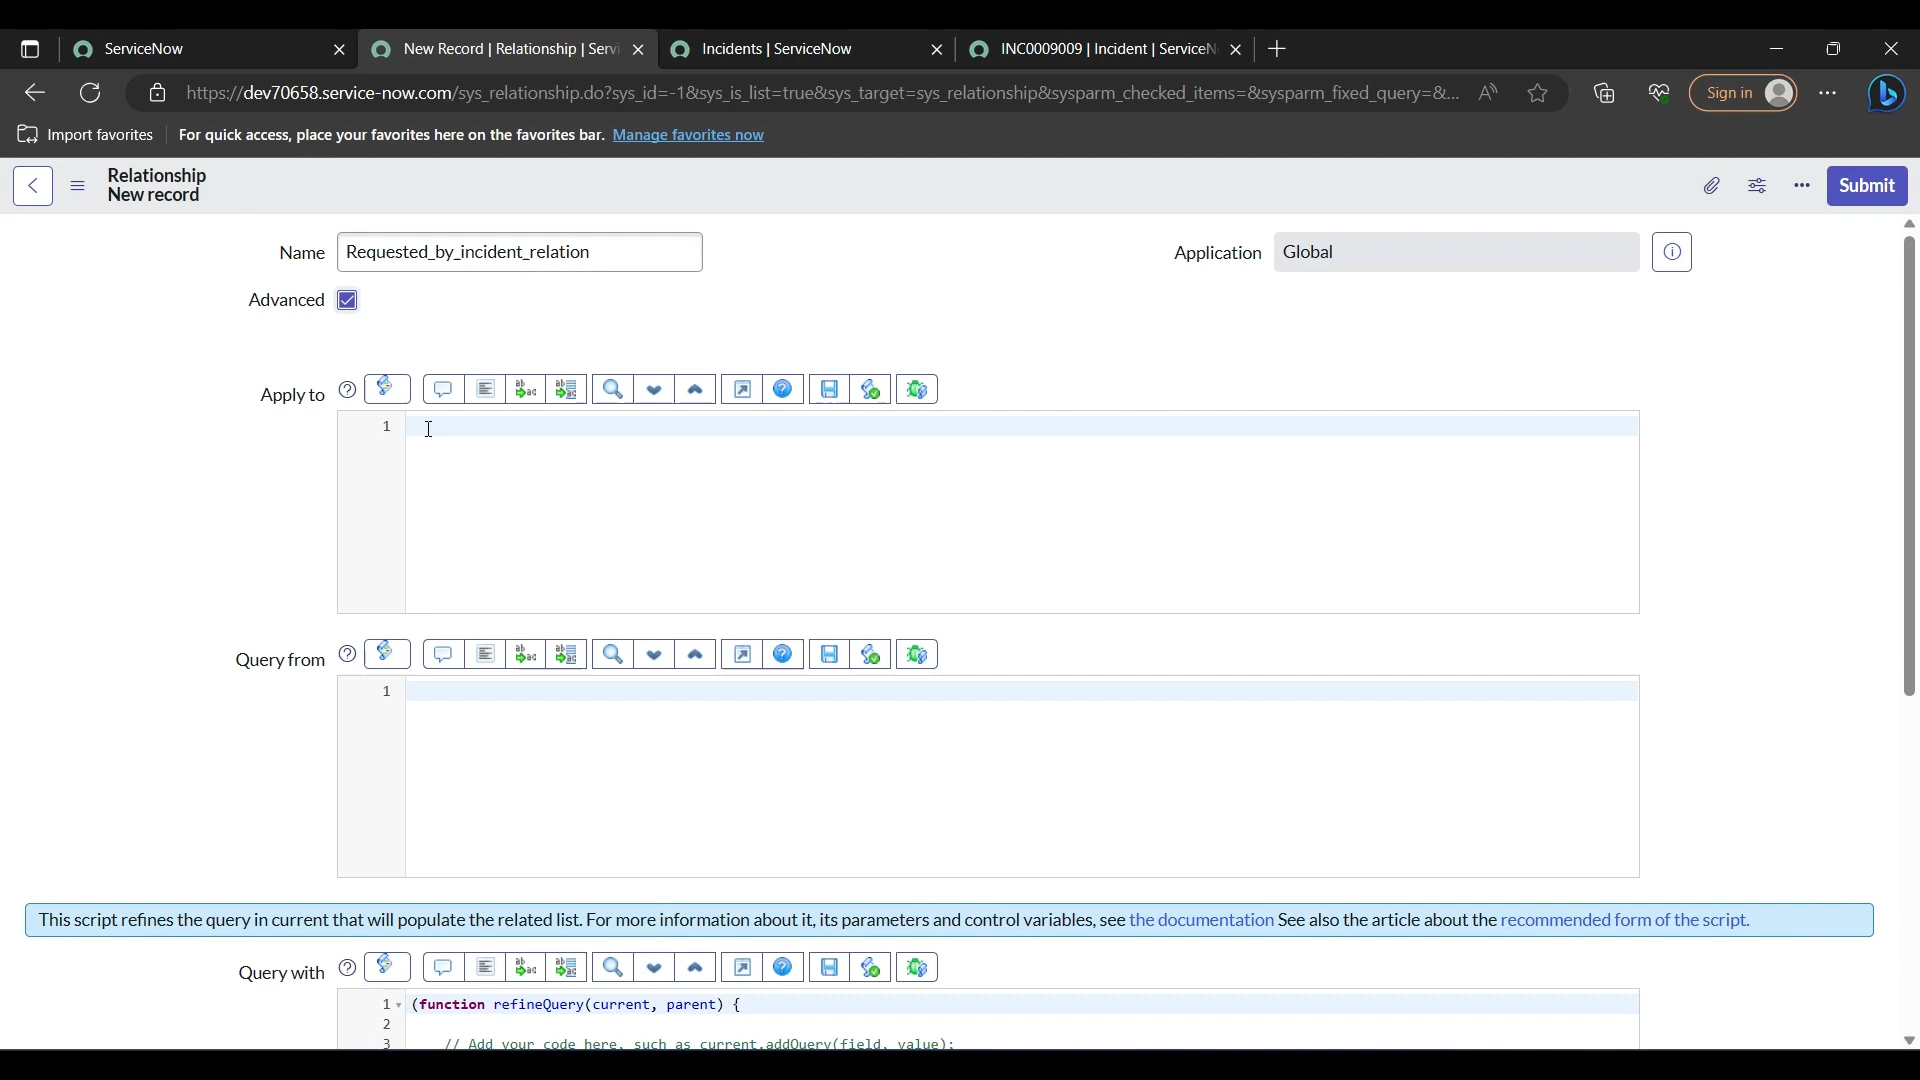 ServiceNow
New Record | Relationship | Servi
Incidents | ServiceNow
INC0009009 | Incident | ServiceN
https://dev70658.service-now.com/sys_relationship.do?sys_id=-1&sys_is_list=true&sys_target=sys_relationship&sysparm_checked_items=&sysparm_fixed_query=&...
Sign in
Import favorites
For quick access, place your favorites here on the favorites bar. Manage favorites now
Relationship
New record
Submit
Name Requested_by_incident_relation
Application Global
Advanced
Apply to
1
Query from
1
This script refines the query in current that will populate the related list. For more information about it, its parameters and control variables, see the documentation See also the article about the recommended form of the script.
Query with
1 (function refineQuery(current, parent) {
2
3 // Add your code here, such as current.addQuery(field, value);